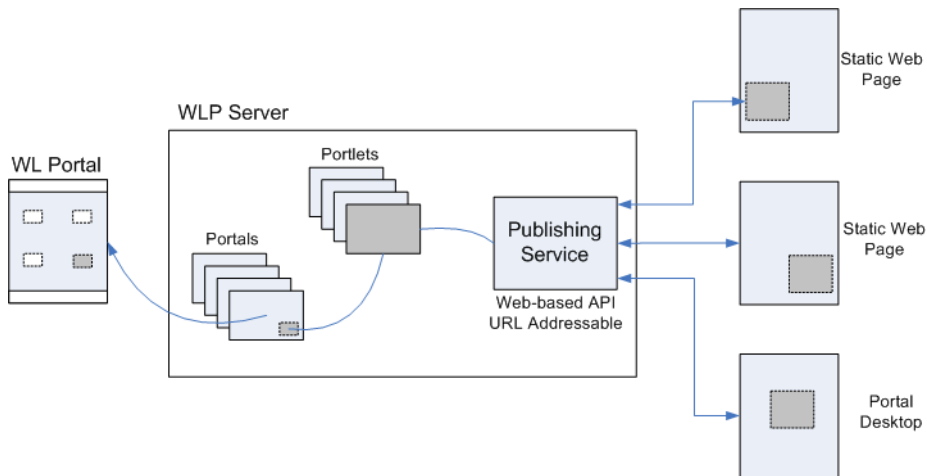 WL Portal
WLP Server
Portlets
Portals
Publishing
Service
Web-based API
URL Addressable
Static Web
Page
Static Web
Page
Portal
Desktop